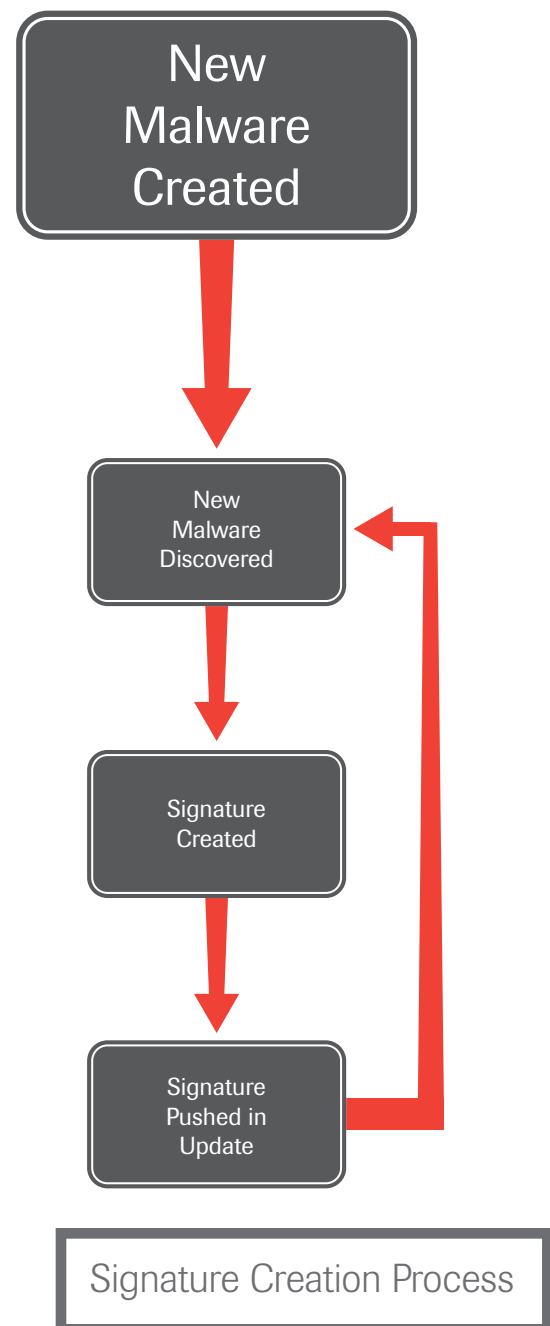 New
Malware
Created
New
Malware
Discovered
Signature
Created
Signature
Pushed in
Update
Signature Creation Process